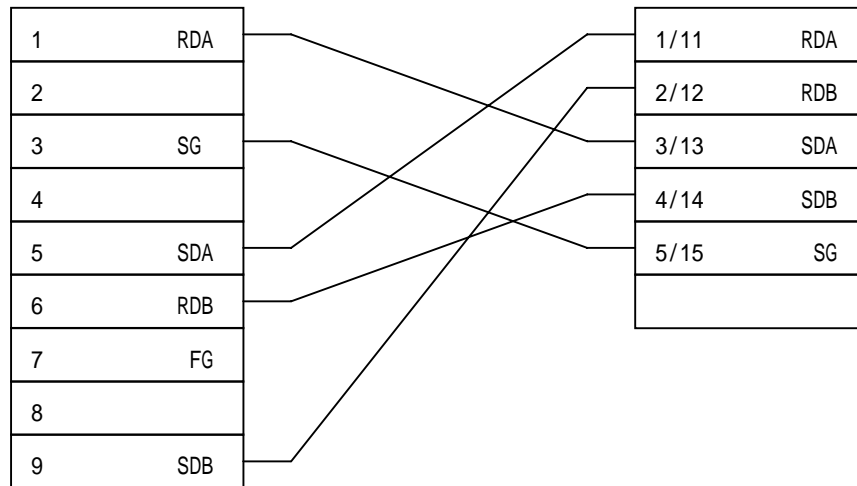 1 RDA
2
3 SG
4
5 SDA
6 RDB
7 FG
8
9 SDB
1/11 RDA
2/12 RDB
3/13 SDA
4/14 SDB
5/15 SG